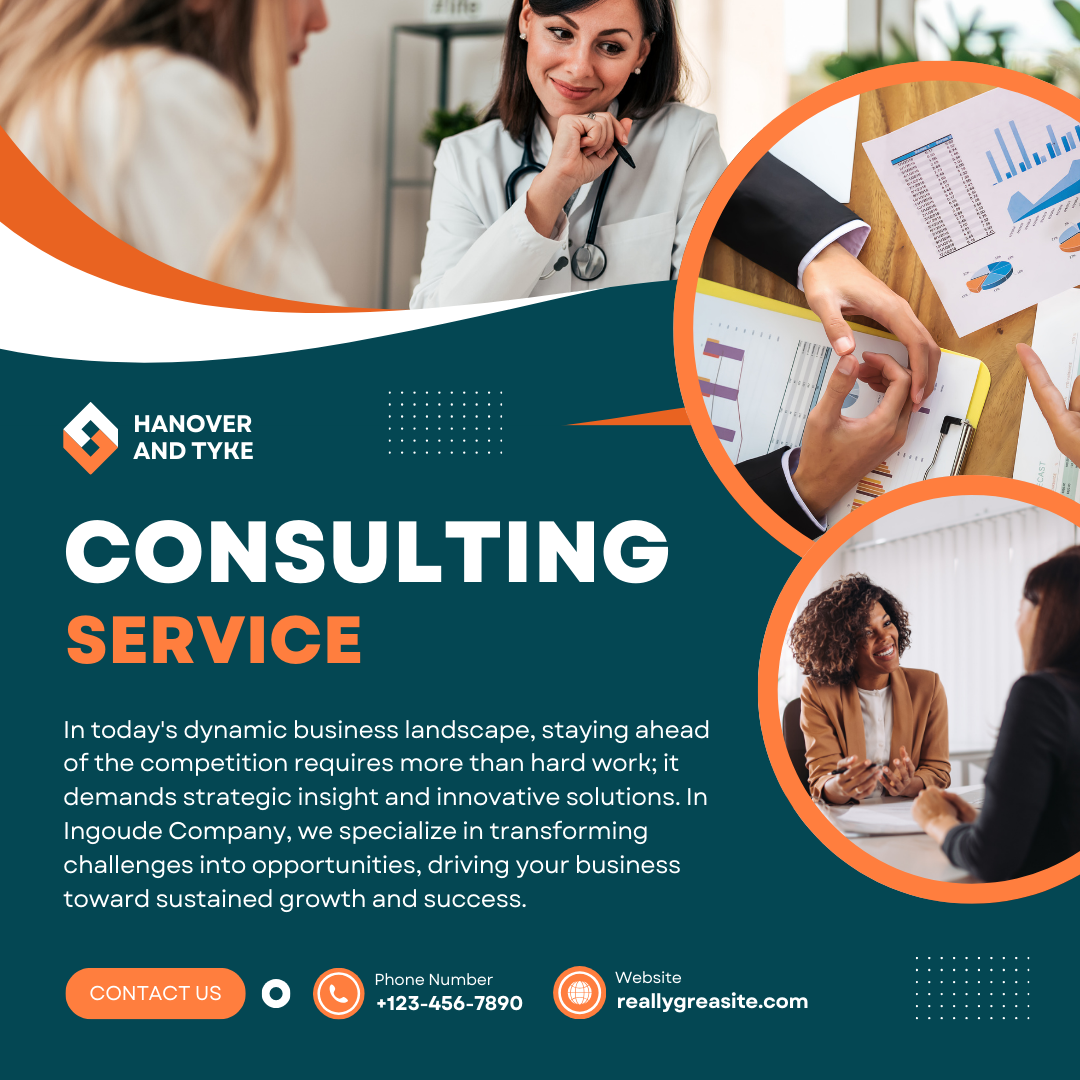 #life
HANOVER
AND TYKE
CONSULTING
SERVICE
In today's dynamic business landscape, staying ahead
of the competition requires more than hard work; it
demands strategic insight and innovative solutions. In
Ingoude Company, we specialize in transforming
challenges into opportunities, driving your business
toward sustained growth and success.
CONTACT US
Phone Number
+123-456-7890
Website
reallygreasite.com